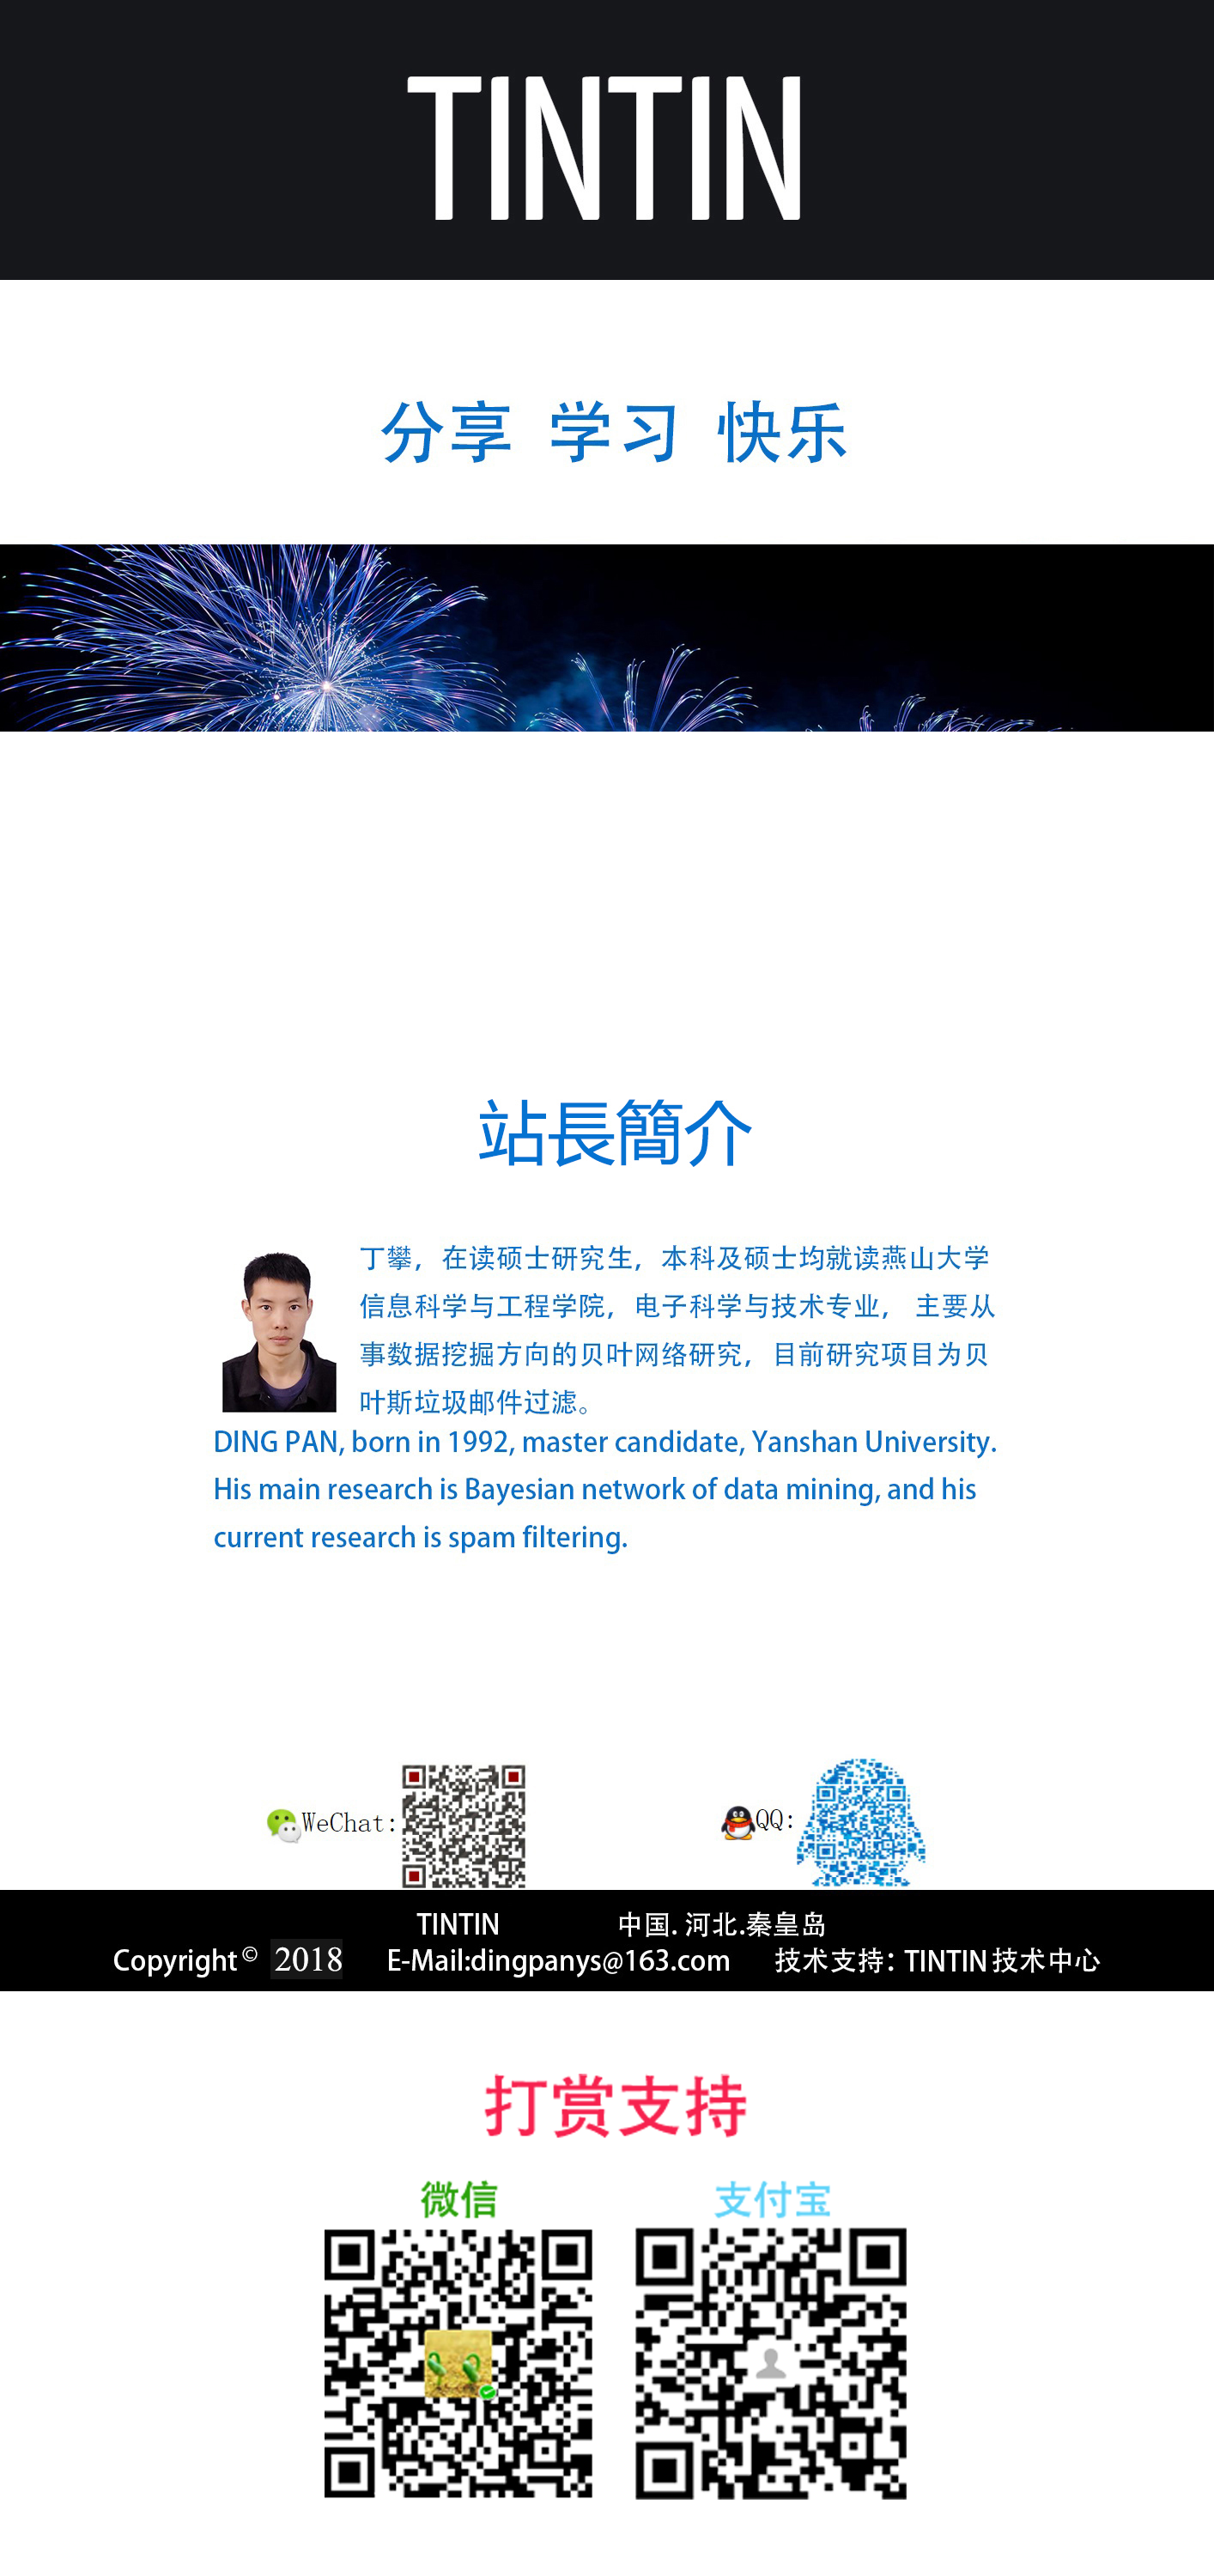 TINTIN
分享 学习 快乐
站長簡介
丁攀，在读硕士研究生，本科及硕士均就读燕山大学
信息科学与工程学院，电子科学与技术专业， 主要从
事数据挖掘方向的贝叶网络研究，目前研究项目为贝
叶斯垃圾邮件过滤。
DING PAN, born in 1992, master candidate, Yanshan University.
His main research is Bayesian network of data mining, and his
current research is spam filtering.
WeChat: QQ:
TINTIN 中国. 河北.秦皇岛
Copyright © 2018 E-Mail:dingpanys@163.com 技术支持：TINTIN技术中心
打赏支持
微信 支付宝